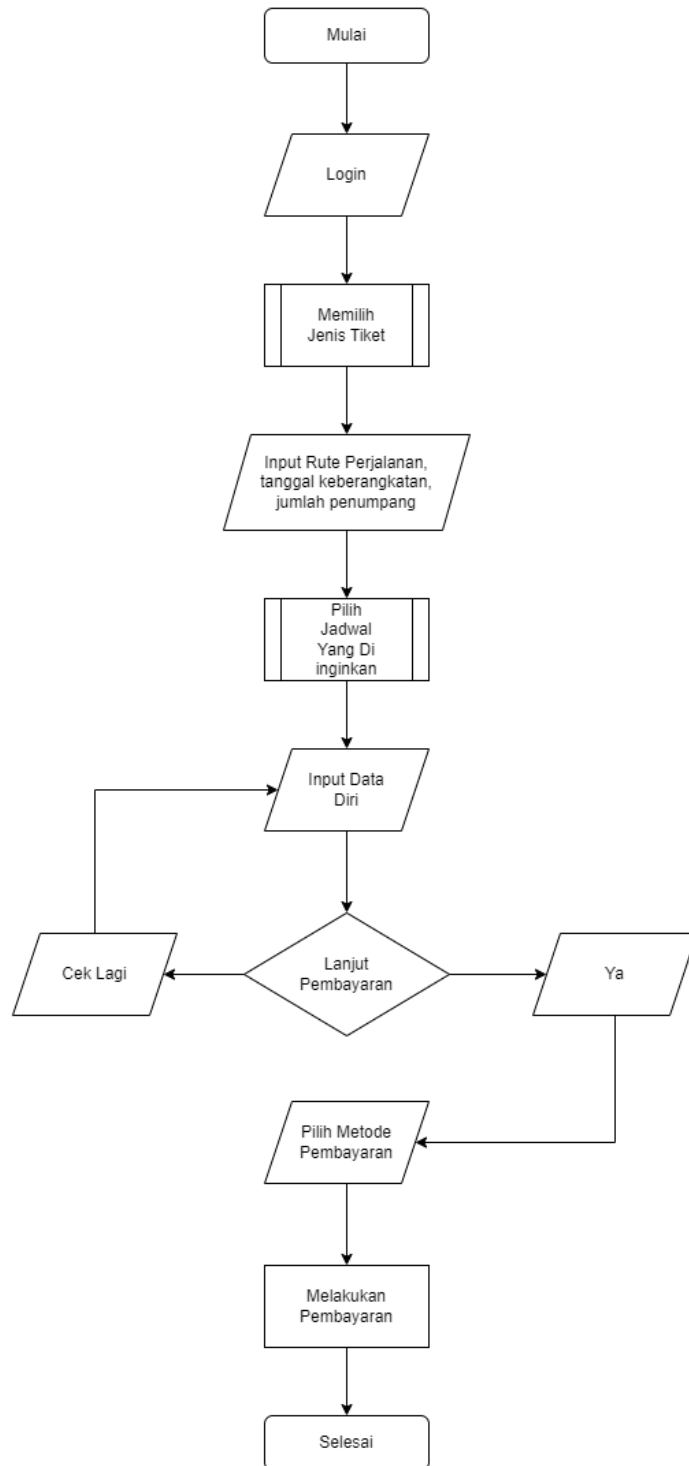 Mulai
Login
Memilih
Jenis Tiket
Input Rute Perjalanan,
tanggal keberangkatan,
jumlah penumpang
Pilih
Jadwal
Yang Di
inginkan
Input Data
Diri
Cek Lagi
Lanjut
Pembayaran
Ya
Pilih Metode
Pembayaran
Melakukan
Pembayaran
Selesai